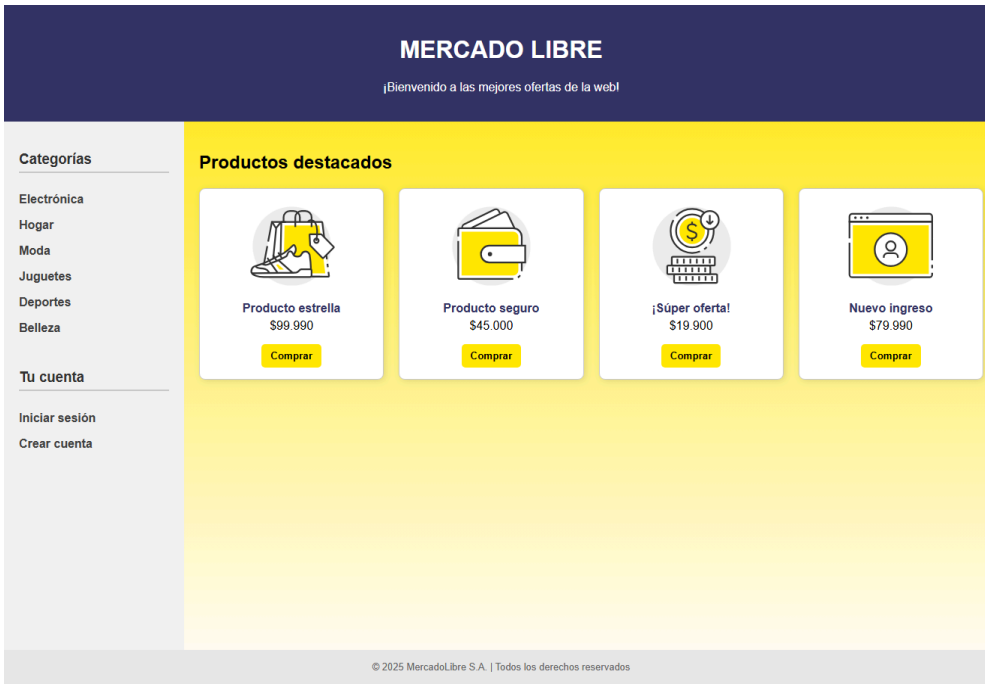 MERCADO LIBRE
¡Bienvenido a las mejores ofertas de la web!
Categorías
Electrónica
Hogar
Moda
Juguetes
Deportes
Belleza
Tu cuenta
Iniciar sesión
Crear cuenta
Productos destacados
Producto estrella
$99.990
Comprar
Producto seguro
$45.000
Comprar
$
¡Súper oferta!
$19.900
Comprar
Nuevo ingreso
$79.990
Comprar
© 2025 MercadoLibre S.A. | Todos los derechos reservados